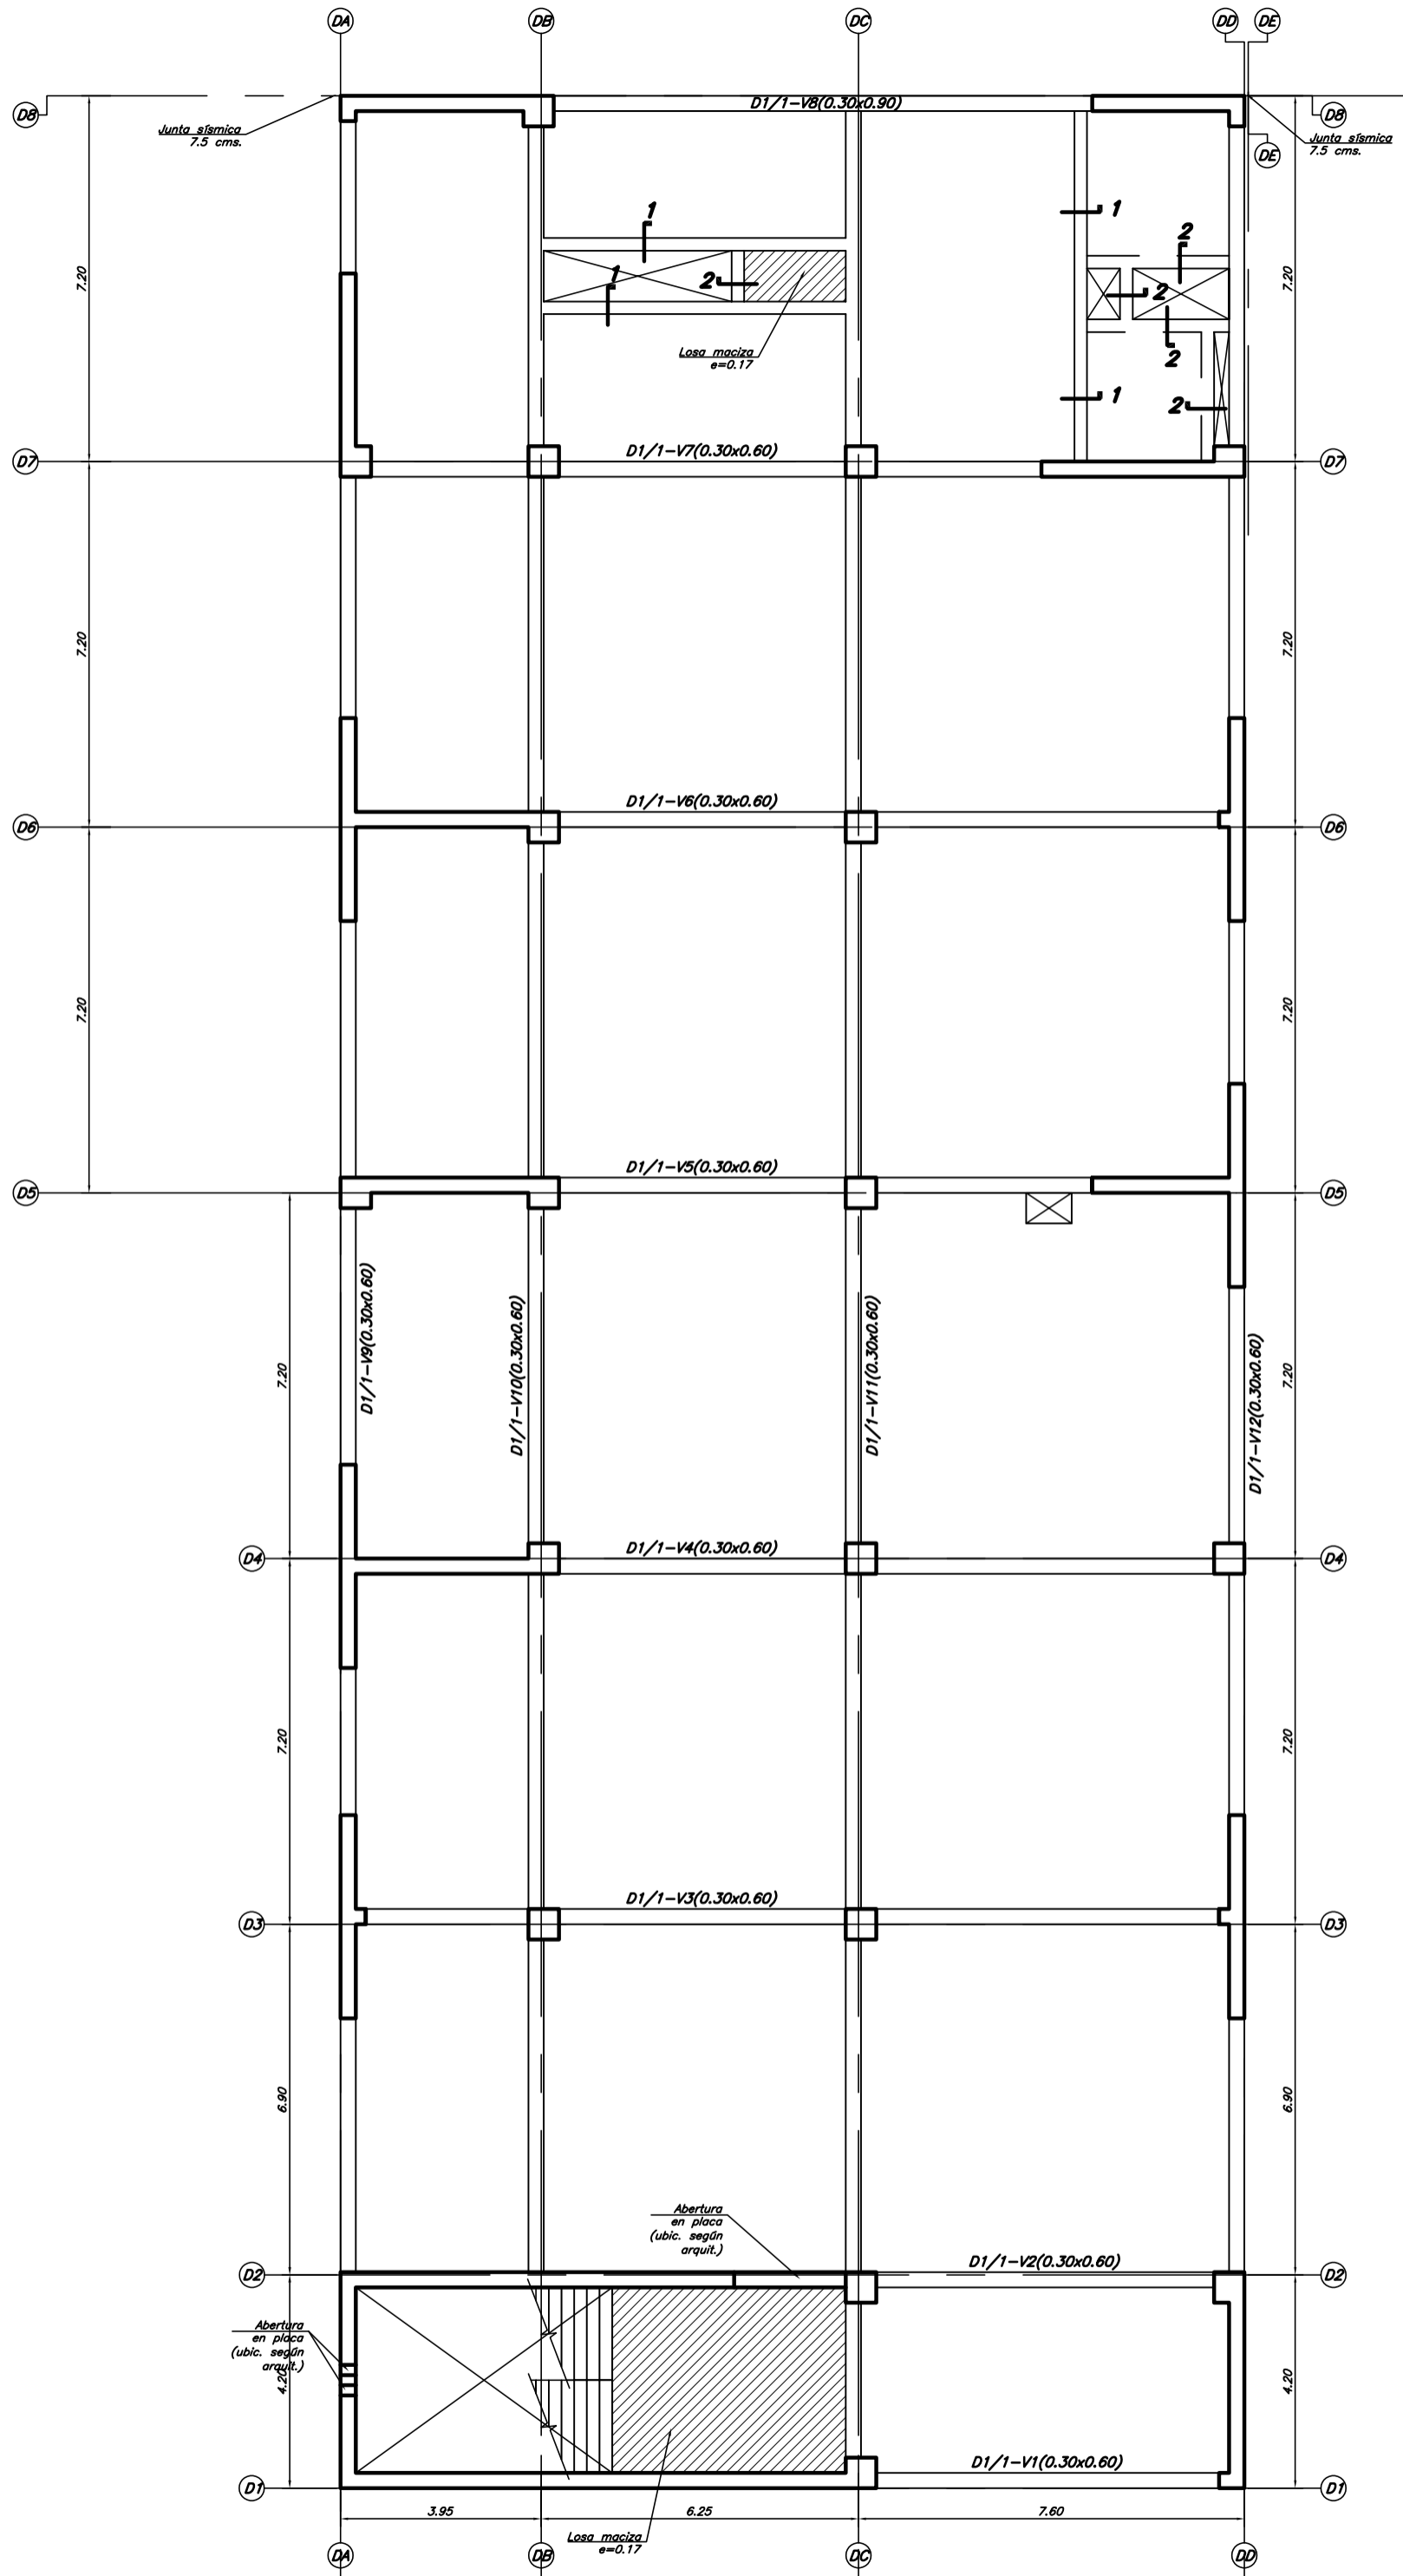 DA DB DC DD DE
D8 D1/1-V8(0.30x0.90) D8
Junta sísmica
7.5 cms.
Junta sísmica
7.5 cms.
DE
1 1
2
7.20 1 2 2 7.20
Losa maciza
e=0.17
2
1
2
D7 D1/1-V7(0.30x0.60) D7
7.20 7.20
D1/1-V6(0.30x0.60)
D6 D6
7.20 7.20
D1/1-V5(0.30x0.60)
D5 D5
D1/1-V9(0.30x0.60)
D1/1-V10(0.30x0.60)
D1/1-V11(0.30x0.60)
D1/1-V12(0.30x0.60)
7.20 7.20
D4 D1/1-V4(0.30x0.60) D4
7.20 7.20
D1/1-V3(0.30x0.60)
D3 D3
6.90 6.90
Abertura
en placa
(ubic. según
arquit.)
D1/1-V2(0.30x0.60)
D2 D2
Abertura
en placa
(ubic. según
arquit.)
4.20 4.20
D1/1-V1(0.30x0.60)
D1 D1
3.95 6.25 7.60
Losa maciza
e=0.17
DA DB DC DD